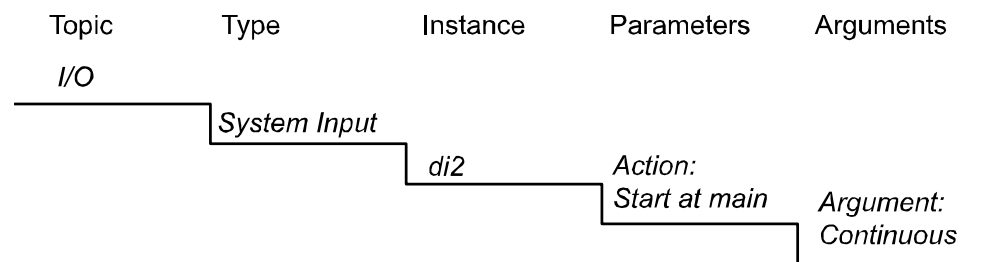 Topic Type Instance Parameters Arguments
I/O
System Input
di2
Action:
Start at main
Argument:
Continuous